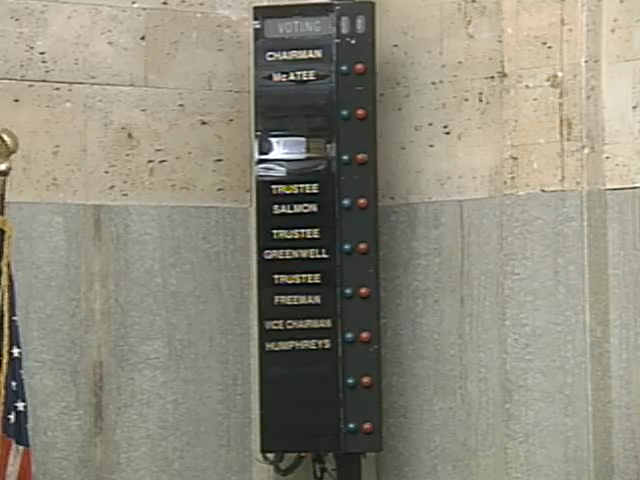 VOTING
CHAIRMAN
McATEE
TRUSTEE
SALMON
TRUSTEE
GREENWELL
TRUSTEE
FREEMAN
VICE CHAIRMAN
HUMPHREYS